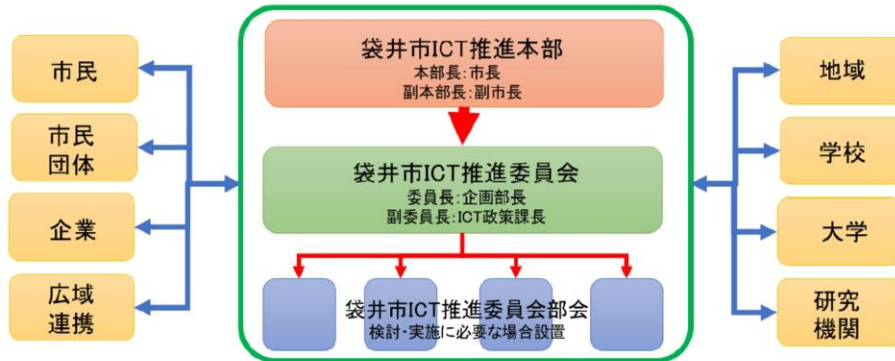 袋井市ICT推進本部
本部長:市長
副本部長:副市長
袋井市ICT推進委員会
委員長:企画部長
副委員長:ICT政策課長
袋井市ICT推進委員会部会
検討・実施に必要な場合設置
市民
市民
団体
企業
広域
連携
地域
学校
大学
研究
機関